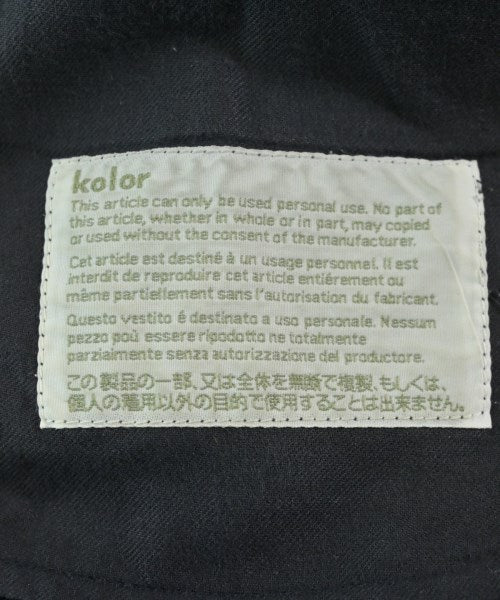 kolor
This article can only be used personal use. No part of
this article, whether in whole or in part, may copied
or used without the consent of the manufacturer.
Cet article est destiné à un usage personnel. Il est
interdit de reproduire cet article entiérement ou
même partiellement sans l'autorisation du fabricant.
Questo vestito é destinato a uso personale. Nessum
pezzo poù essere ripodotto ne totalmente
parzialmente senza autorizzazione del productore.
この製品の一部、又は全体を無断で複製、もしくは、
個人の着用以外の目的で使用することは出来ません。